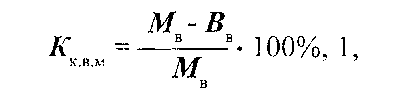 Kк.в.м = (Mв - Bв) / Mв · 100%, 1,